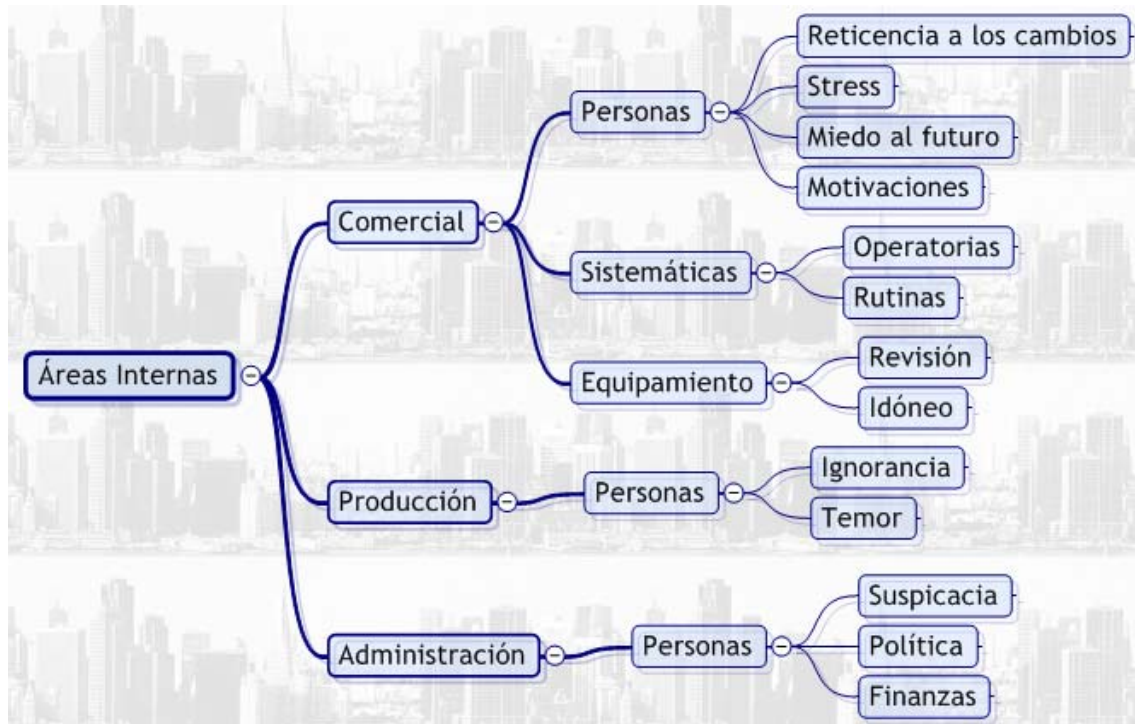 Áreas Internas
Comercial
Personas
Reticencia a los cambios
Stress
Miedo al futuro
Motivaciones
Sistemáticas
Operatorias
Rutinas
Equipamiento
Revisión
Idóneo
Producción
Personas
Ignorancia
Temor
Administración
Personas
Suspicacia
Política
Finanzas